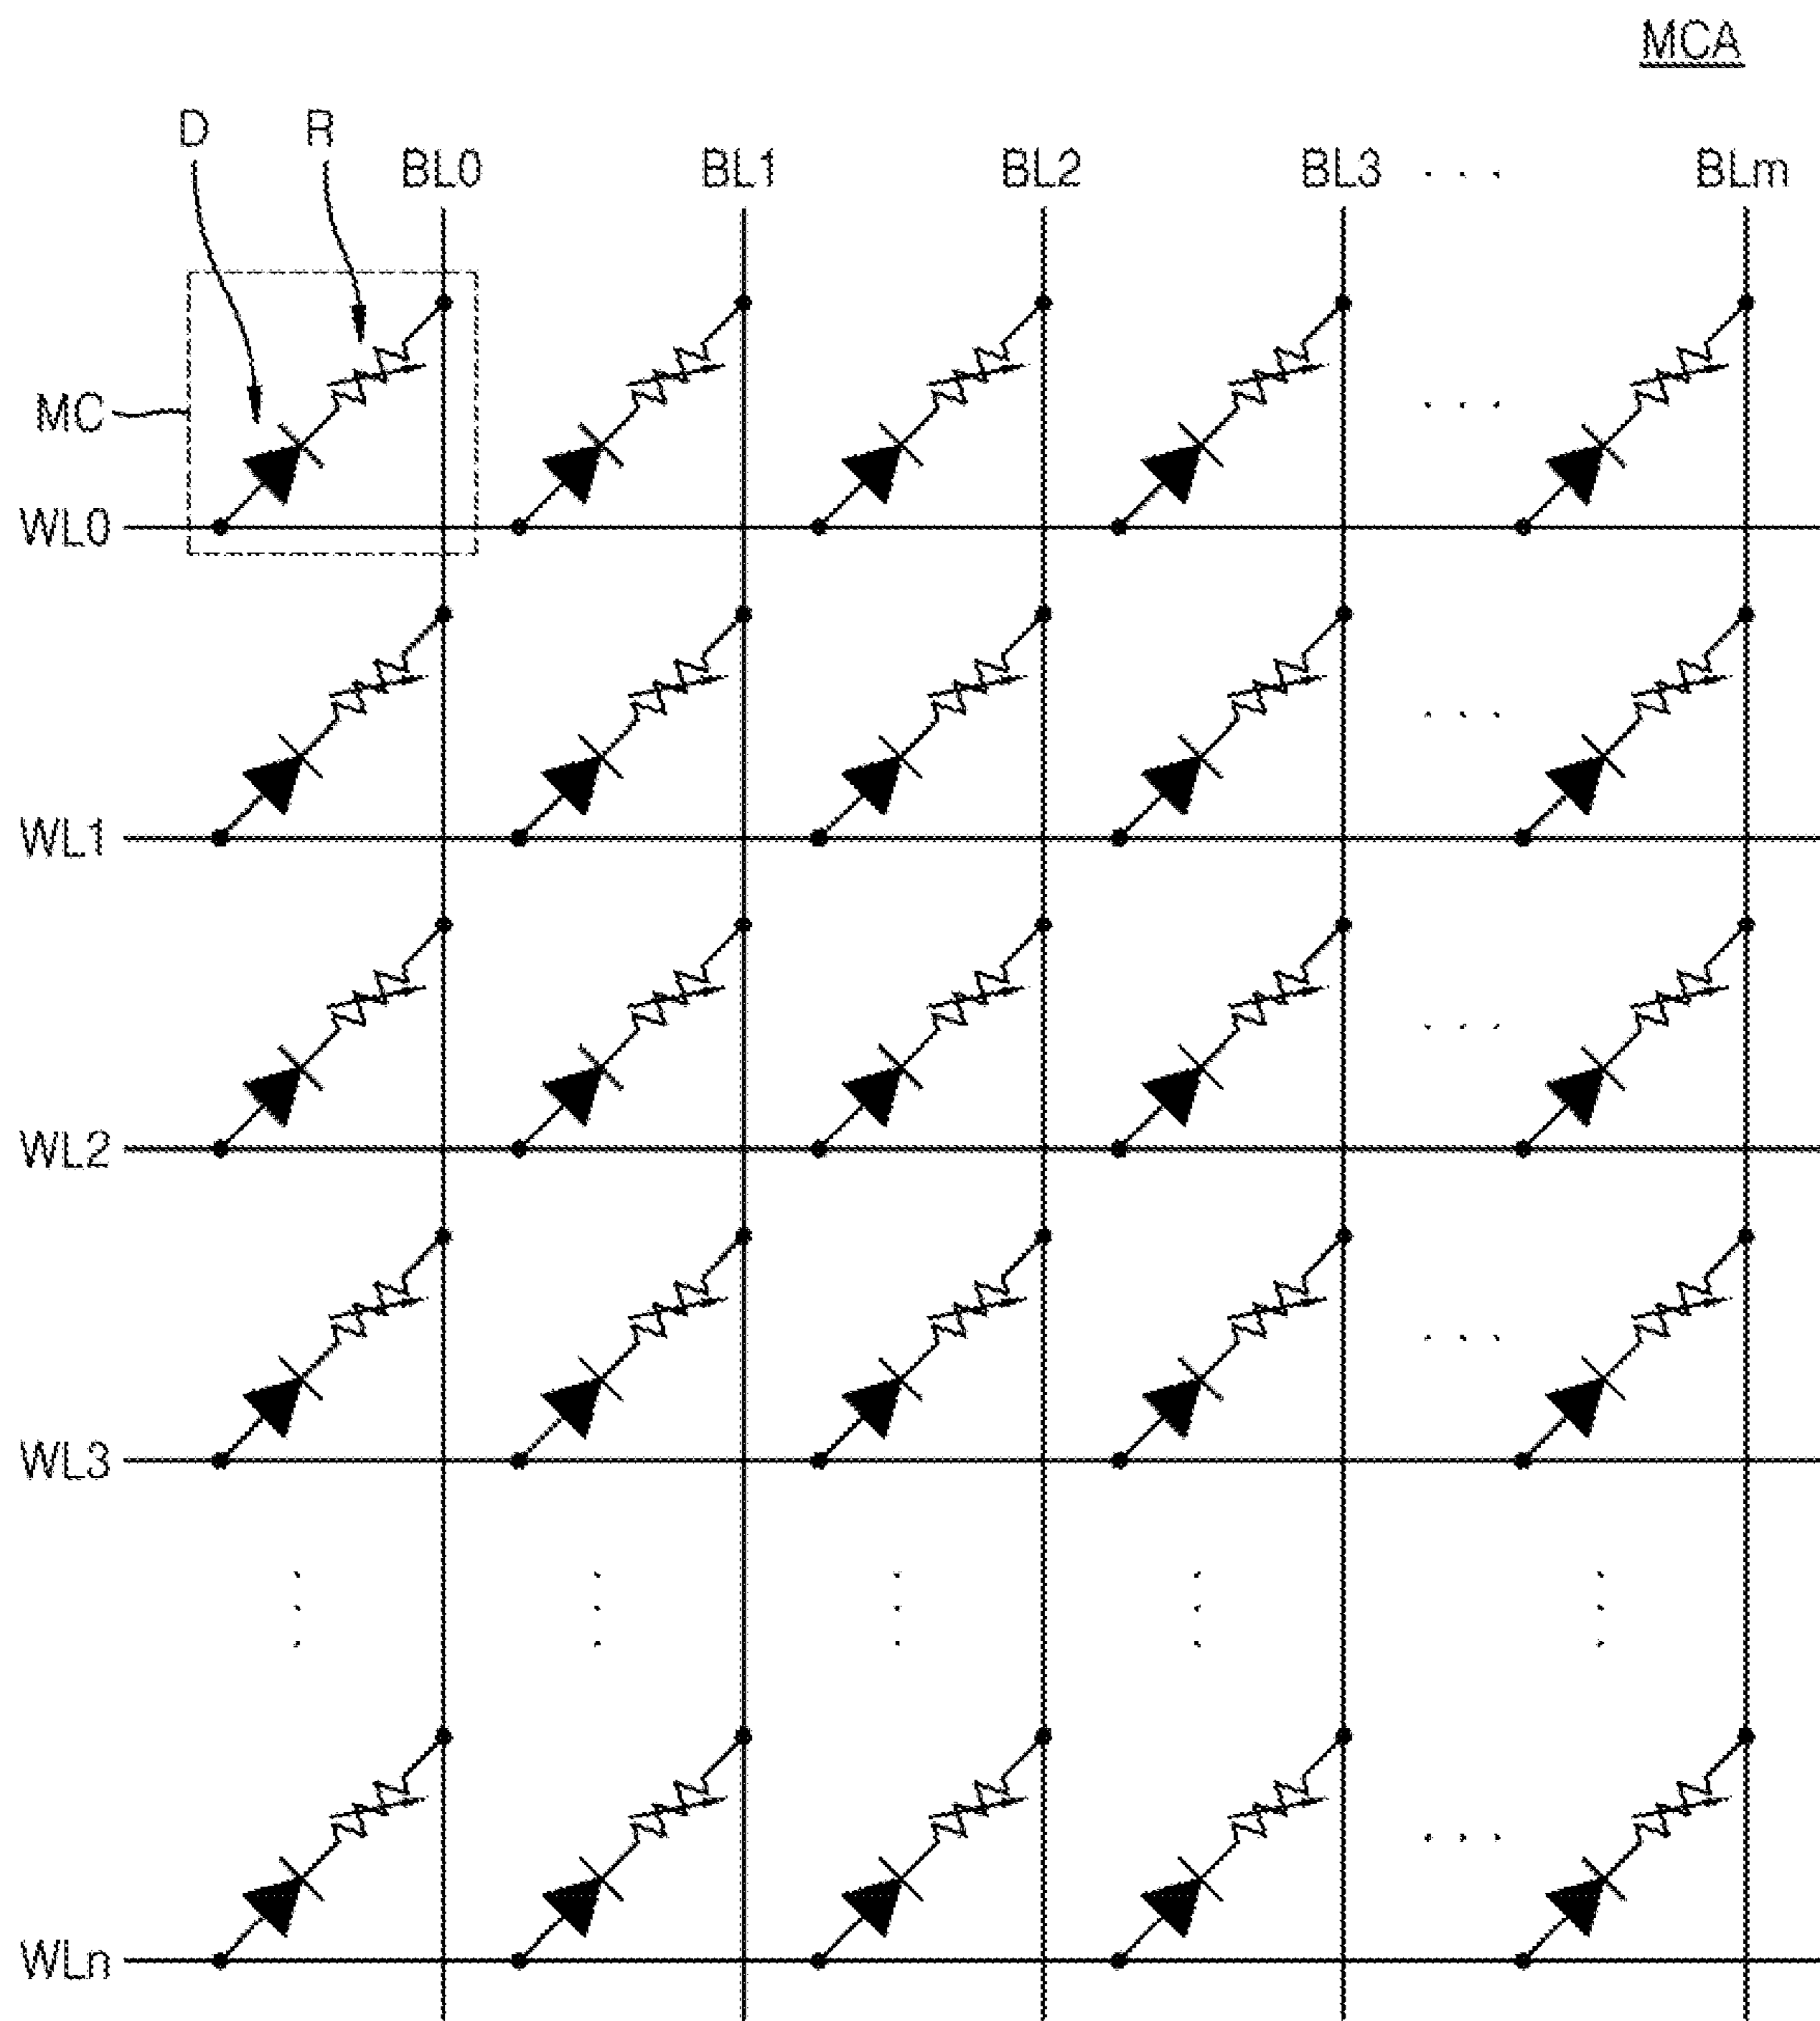 MCA
D R
BL0 BL1 BL2 BL3 . . . BLm
MC
. . .
WL0
. . .
WL1
. . .
WL2
. . .
WL3
. . .
WLn